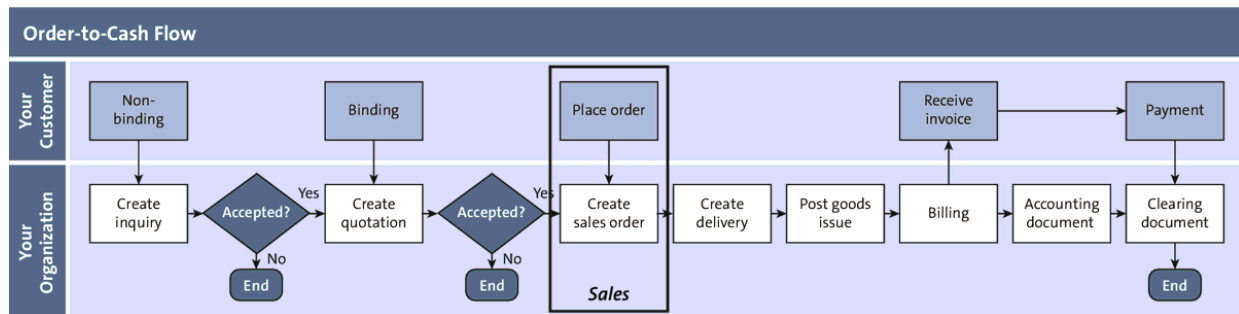 Order-to-Cash Flow
Your
Customer
Non-
binding
Binding
Place order
Receive
invoice
Payment
Your
Organization
Create
inquiry
Accepted?
Yes
No
End
Create
quotation
Accepted?
Yes
No
End
Create
sales order
Sales
Create
delivery
Post goods
issue
Billing
Accounting
document
Clearing
document
End